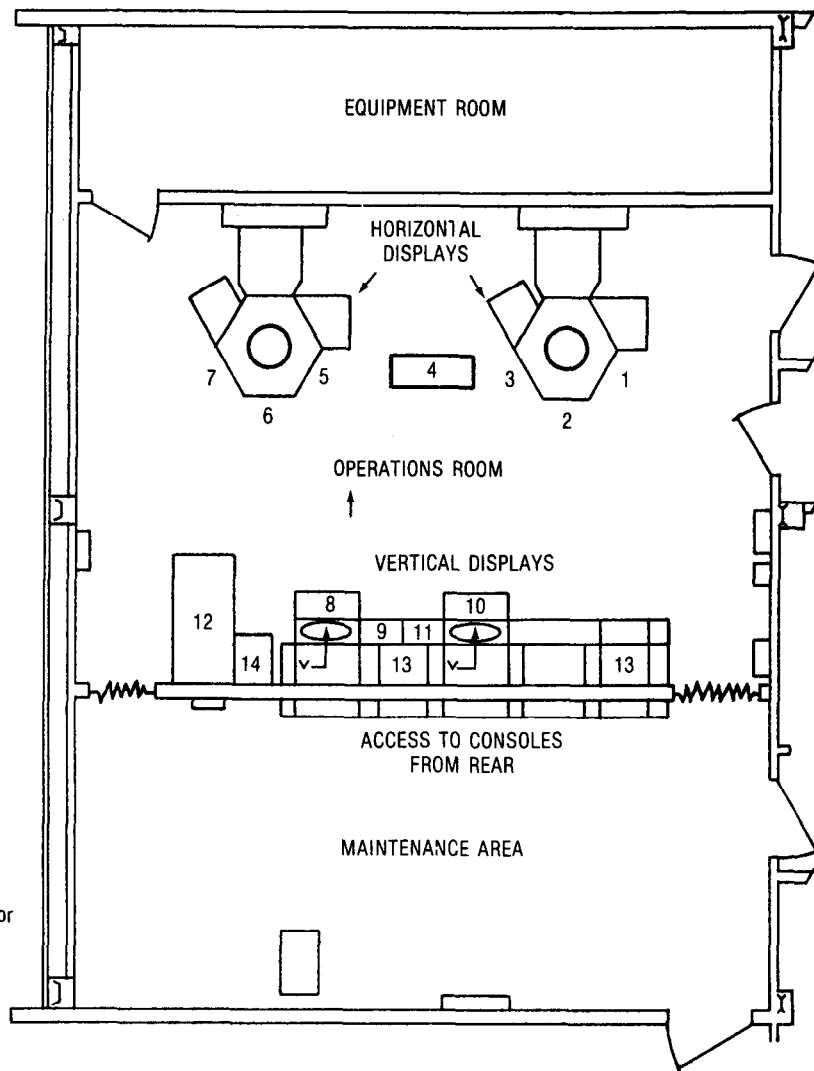 EQUIPMENT ROOM
HORIZONTAL
DISPLAYS
7
5
4
3
1
6
2
OPERATIONS ROOM
VERTICAL DISPLAYS
8
10
12
9
11
14
V
13
V
13
ACCESS TO CONSOLES
FROM REAR
MAINTENANCE AREA
or